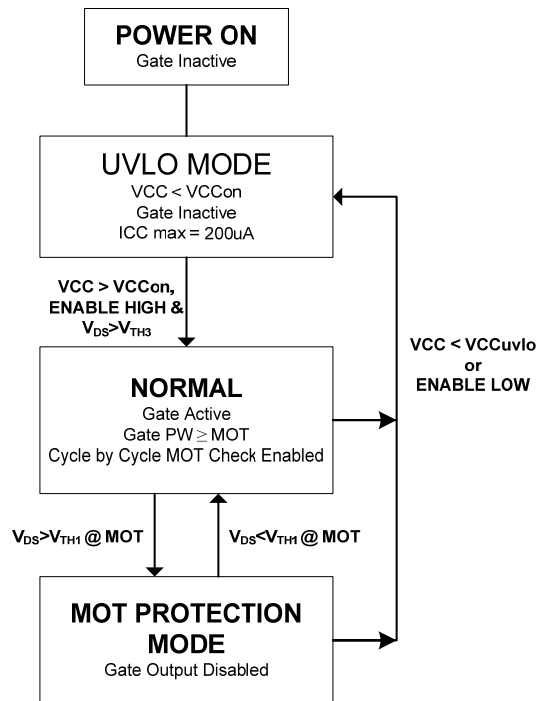 POWER ON
Gate Inactive
UVLO MODE
VCC < VCCon
Gate Inactive
ICC max = 200uA
VCC > VCCon,
ENABLE HIGH &
VDS>VTH3
VCC < VCCuvlo
or
ENABLE LOW
NORMAL
Gate Active
Gate PW ≥ MOT
Cycle by Cycle MOT Check Enabled
VDS>VTH1 @ MOT
VDS<VTH1 @ MOT
MOT PROTECTION
MODE
Gate Output Disabled